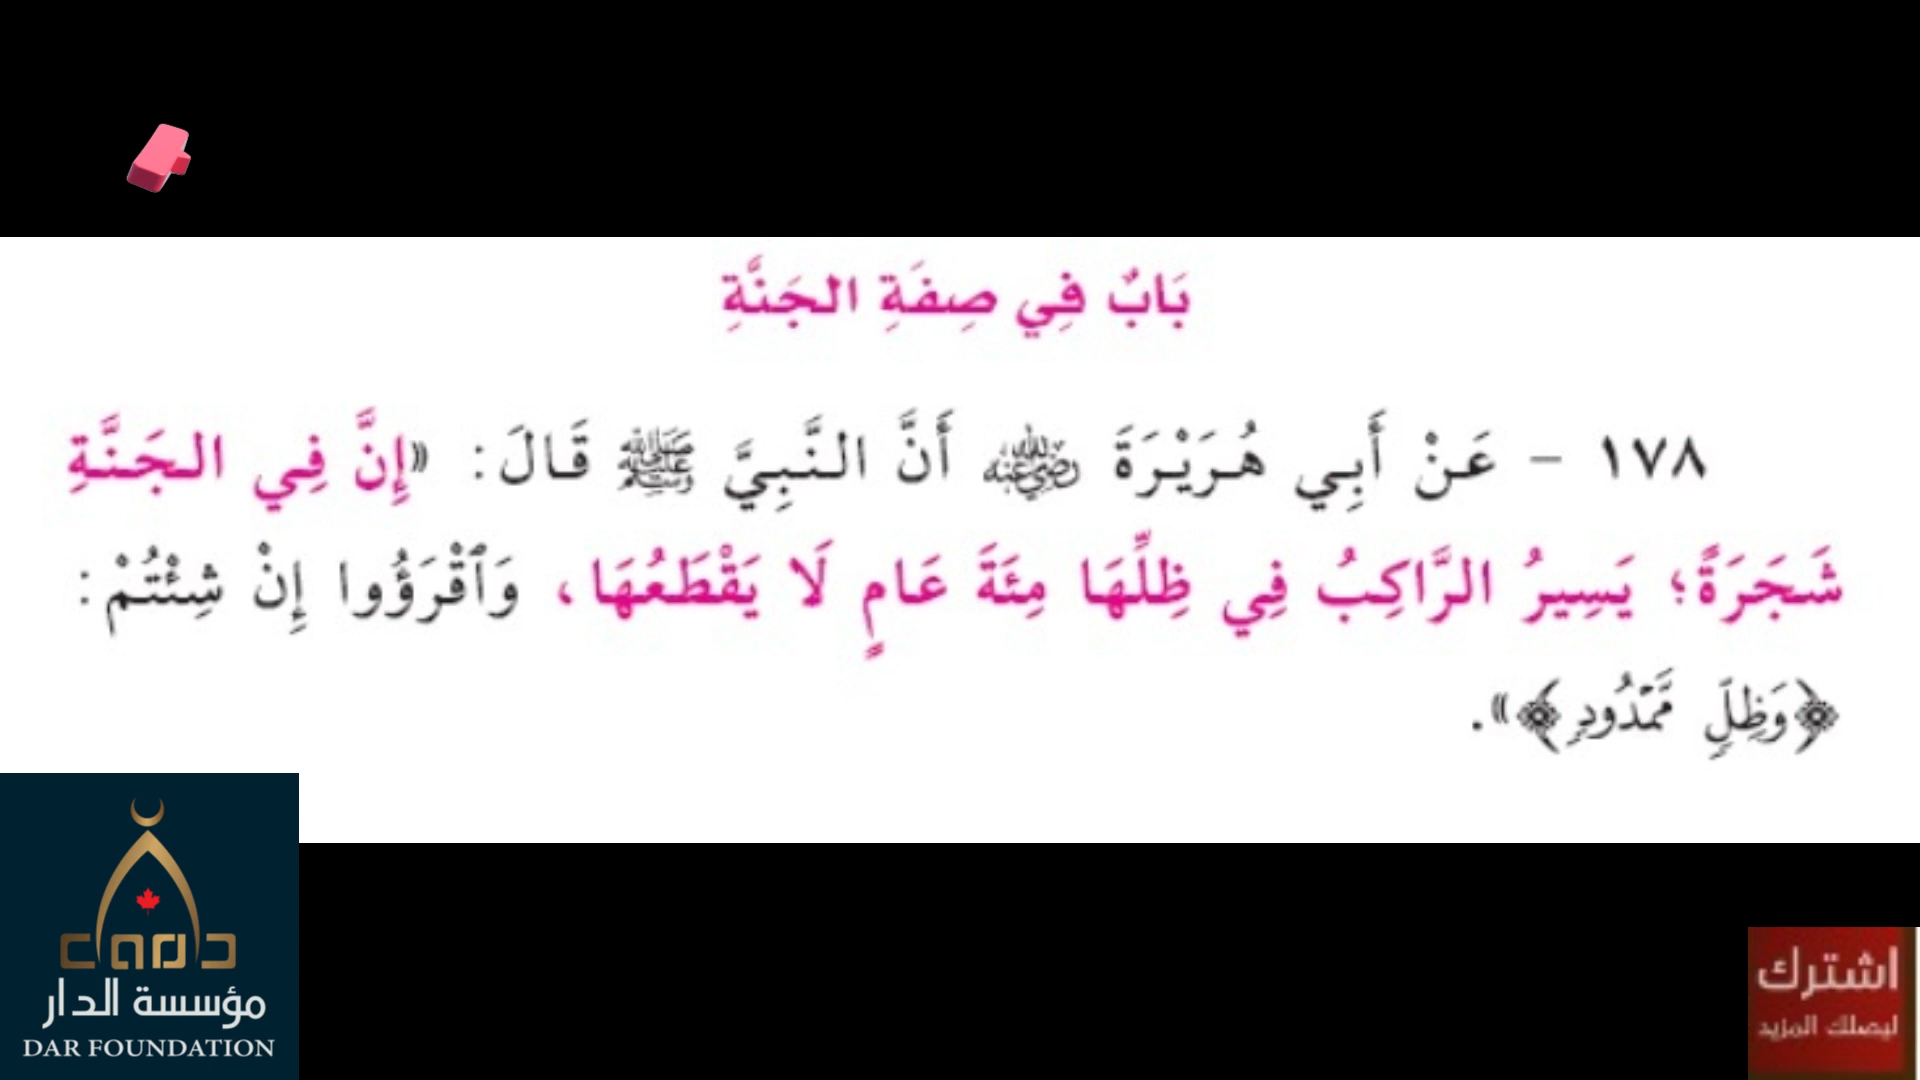 بَابٌ فِي صِفَةِ الجَنَّةِ
١٧٨ – عَنْ أَبِي هُرَيْرَةَ رضي الله عنه أَنَّ النَّبِيَّ ﷺ قَالَ: «إِنَّ فِي الجَنَّةِ
شَجَرَةً؛ يَسِيرُ الرَّاكِبُ فِي ظِلِّهَا مِئَةَ عَامٍ لَا يَقْطَعُهَا، وَٱقْرَؤُوا إِنْ شِئْتُمْ:
﴿وَظِلٍّ مَّمْدُودٍ﴾».
مؤسسة الدار
DAR FOUNDATION
اشترك
ليصلك المزيد